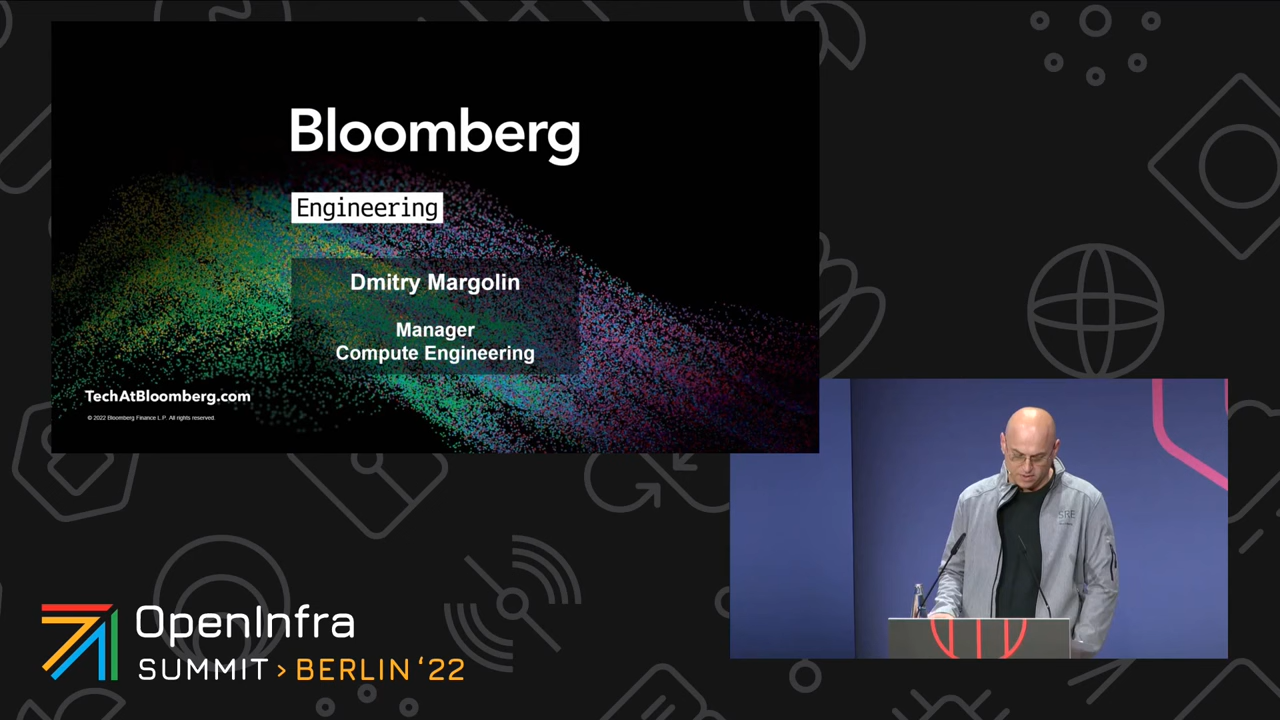 Bloomberg
Engineering
Dmitry Margolin
Manager
Compute Engineering
TechAtBloomberg.com
© 2022 Bloomberg Finance L.P. All rights reserved.
SRE
OpenInfra
SUMMIT > BERLIN ‘22